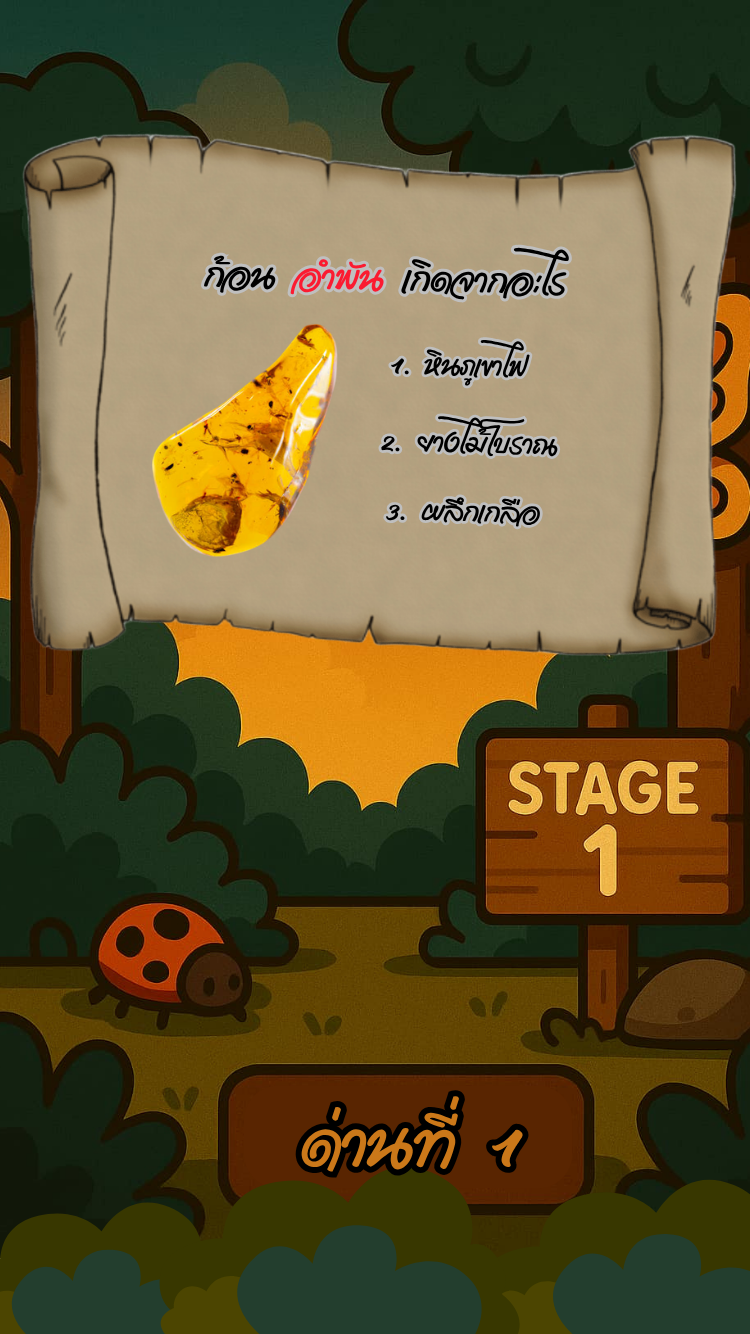 ก้อน อำพัน เกิดจากอะไร
1. หินภูเขาไฟ
2. ยางไม้โบราณ
3. ผลึกเกลือ
STAGE
1
ด่านที่ 1